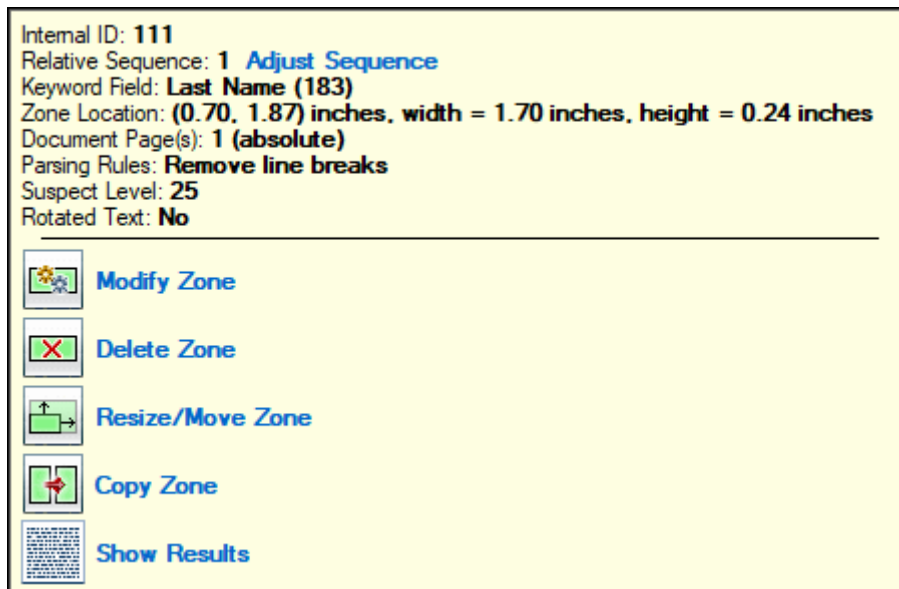 Internal ID: 111
Relative Sequence: 1 Adjust Sequence
Keyword Field: Last Name (183)
Zone Location: (0.70, 1.87) inches, width = 1.70 inches, height = 0.24 inches
Document Page(s): 1 (absolute)
Parsing Rules: Remove line breaks
Suspect Level: 25
Rotated Text: No
Modify Zone
Delete Zone
Resize/Move Zone
Copy Zone
Show Results